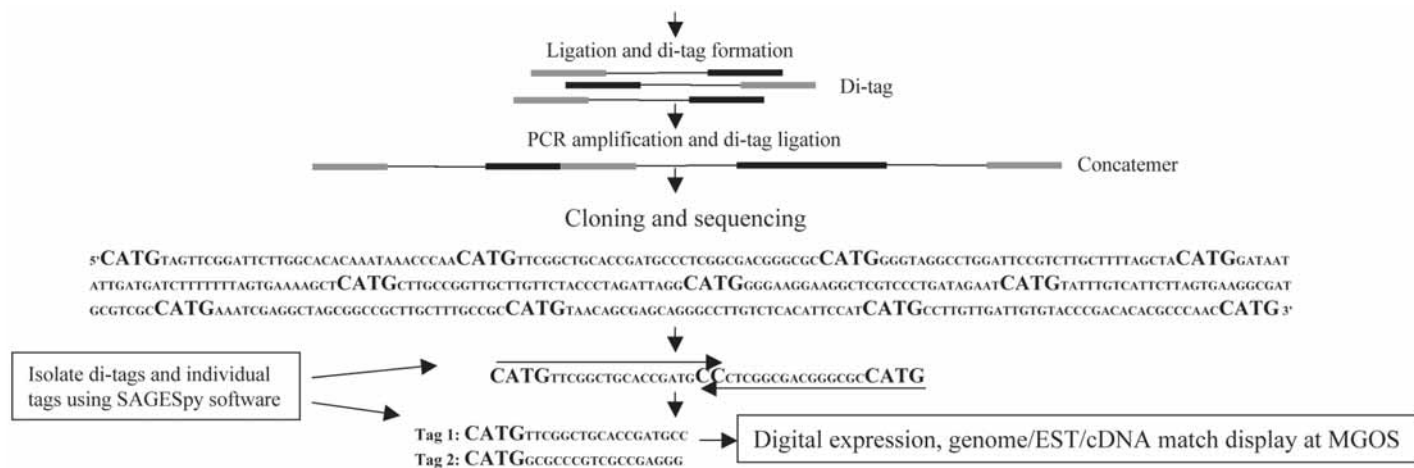 Ligation and di-tag formation
Di-tag
PCR amplification and di-tag ligation
Concatemer
Cloning and sequencing
5'CATGTAGTTCGGATTCTTGGCACACAAATAAACCCAACATGTTCGGCTGCACCGATGCCCTCGGCGACGGGCGCCATGGGGTAGGCCTGGATTCCGTCTTGCTTTTAGCTACATGGATAAT
ATTGATGATCTTTTTTTAGTGAAAAGCTCATGCTTGCCGGTTGCTTGTTCTACCCTAGATTAGGCATGGGGAAGGAAGGCTCGTCCCTGATAGAATCATGTATTTGTCATTCTTAGTGAAGGCGAT
GCGTCGCCATGAAATCGAGGCTAGCGGCCGCTTGCTTTGCCGCCATGTAACAGCGAGCAGGGCCTTGTCTCACATTCCATCATGCCTTGTTGATTGTGTACCCGACACACGCCCAACCATG 3'
Isolate di-tags and individual
tags using SAGESpy software
CATGTTCGGCTGCACCGATGCCCTCGGCGACGGGCGCCATG
Tag 1: CATGTTCGGCTGCACCGATGCC
Tag 2: CATGGCGCCCGTCGCCGAGGG
Digital expression, genome/EST/cDNA match display at MGOS